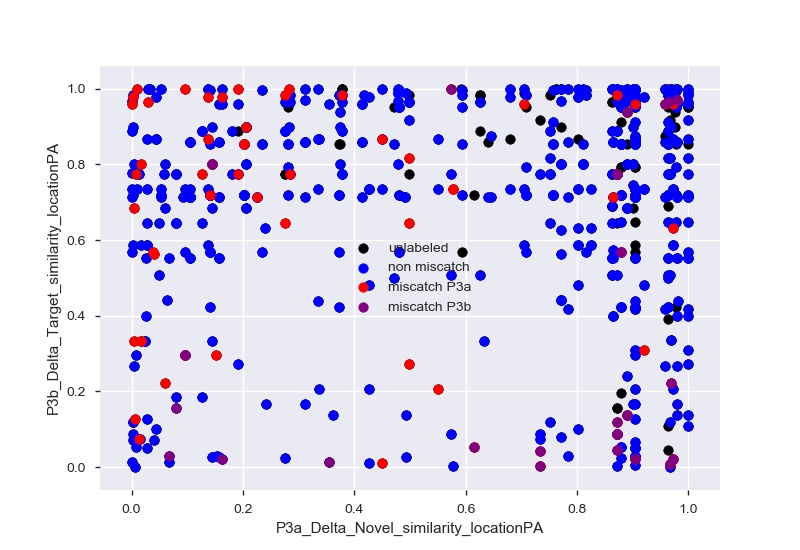 1.0
0.8
0.6
0.4
0.2
0.0
P3b_Delta_Target_similarity_locationPA
unlabeled
non miscatch
miscatch P3a
miscatch P3b
0.0 0.2 0.4 0.6 0.8 1.0
P3a_Delta_Novel_similarity_locationPA